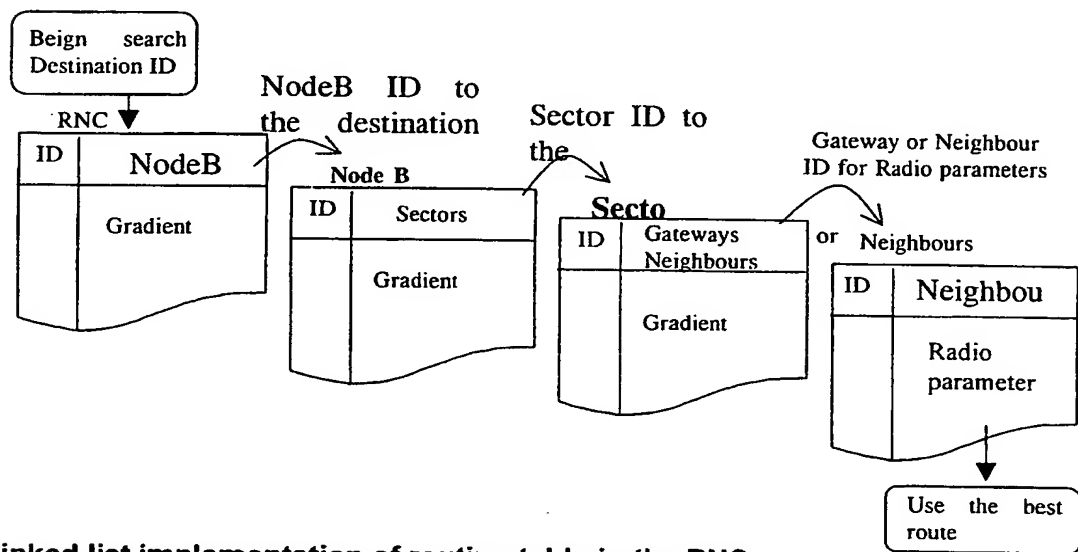 Beign search
Destination ID
RNC
ID NodeB
Gradient
NodeB ID to
the destination
Node B
ID Sectors
Gradient
Sector ID to
the
Secto
ID Gateways
Neighbours
Gradient
Gateway or Neighbour
ID for Radio parameters
or Neighbours
ID Neighbou
Radio
parameter
Use the best
route